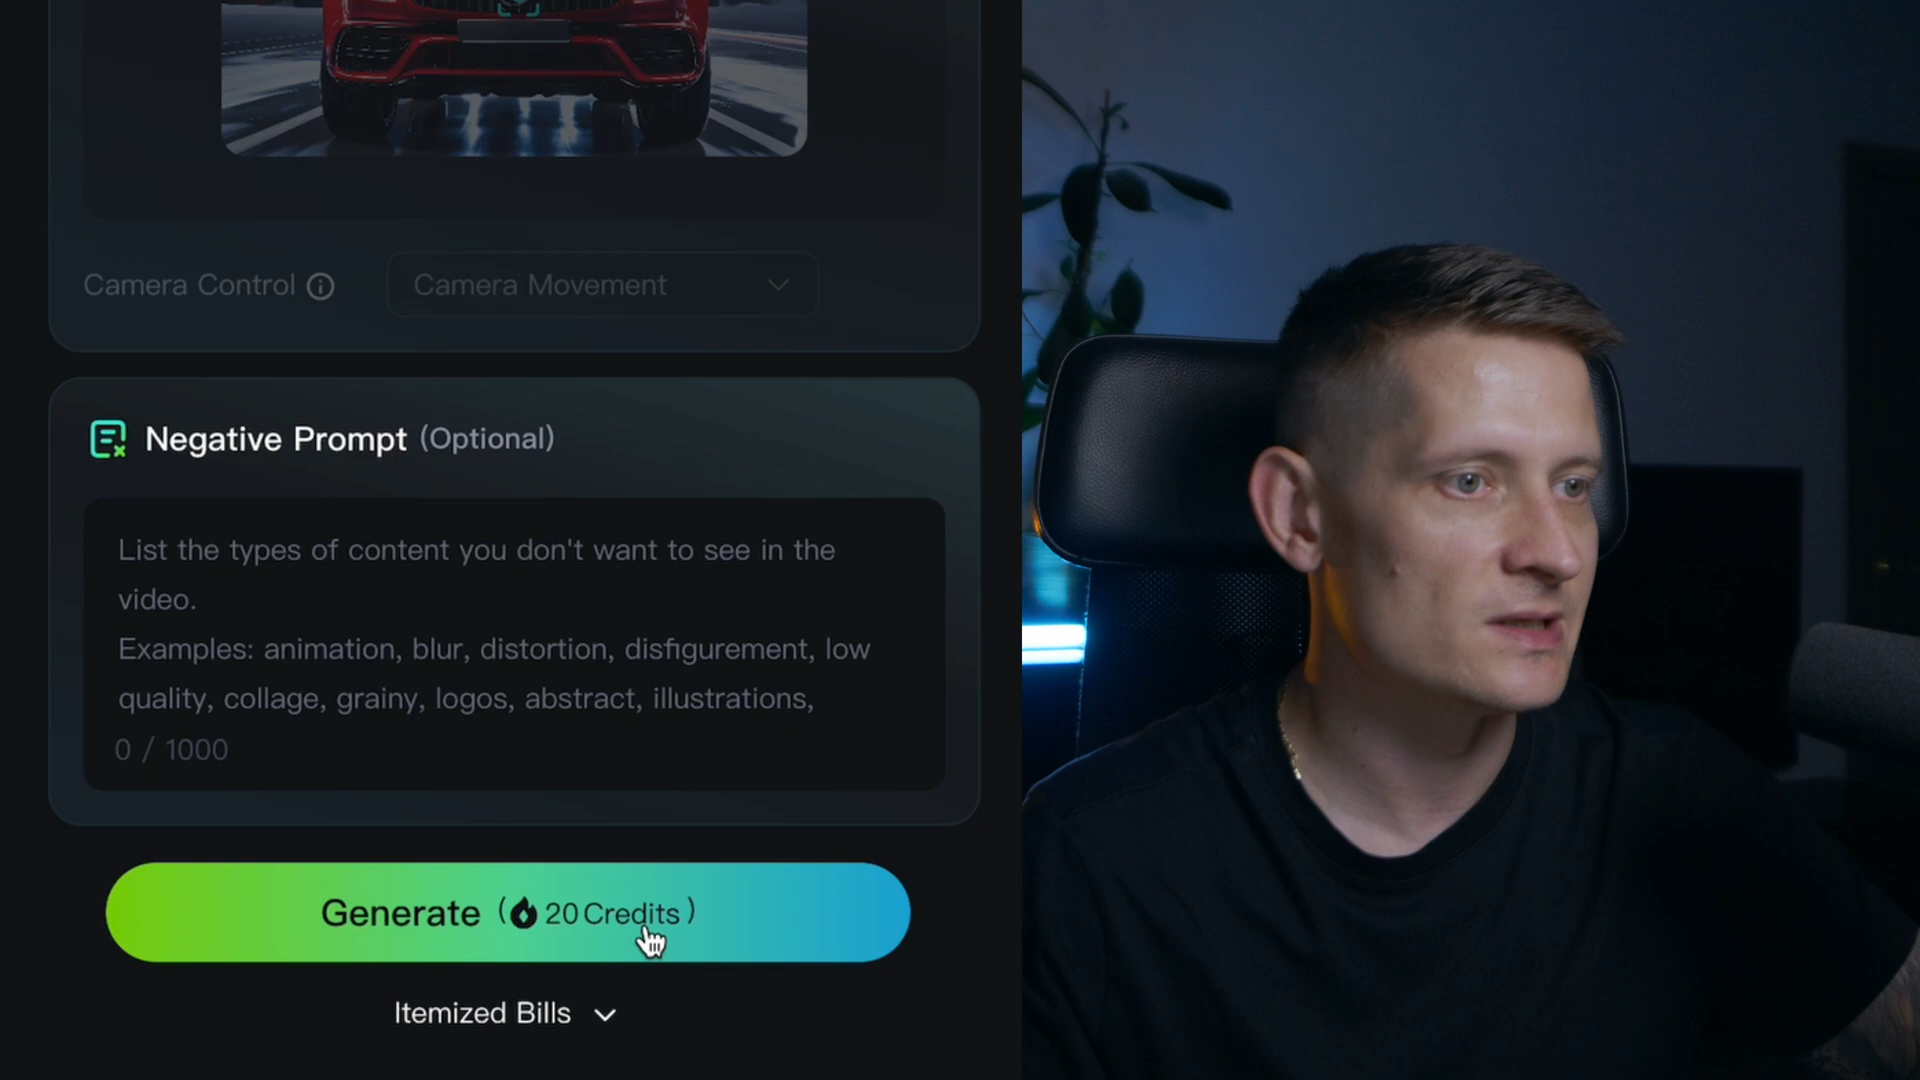 Camera Control
Camera Movement
Negative Prompt (Optional)
List the types of content you don't want to see in the
video.
Examples: animation, blur, distortion, disfigurement, low
quality, collage, grainy, logos, abstract, illustrations,
0 / 1000
Generate (20 Credits)
Itemized Bills